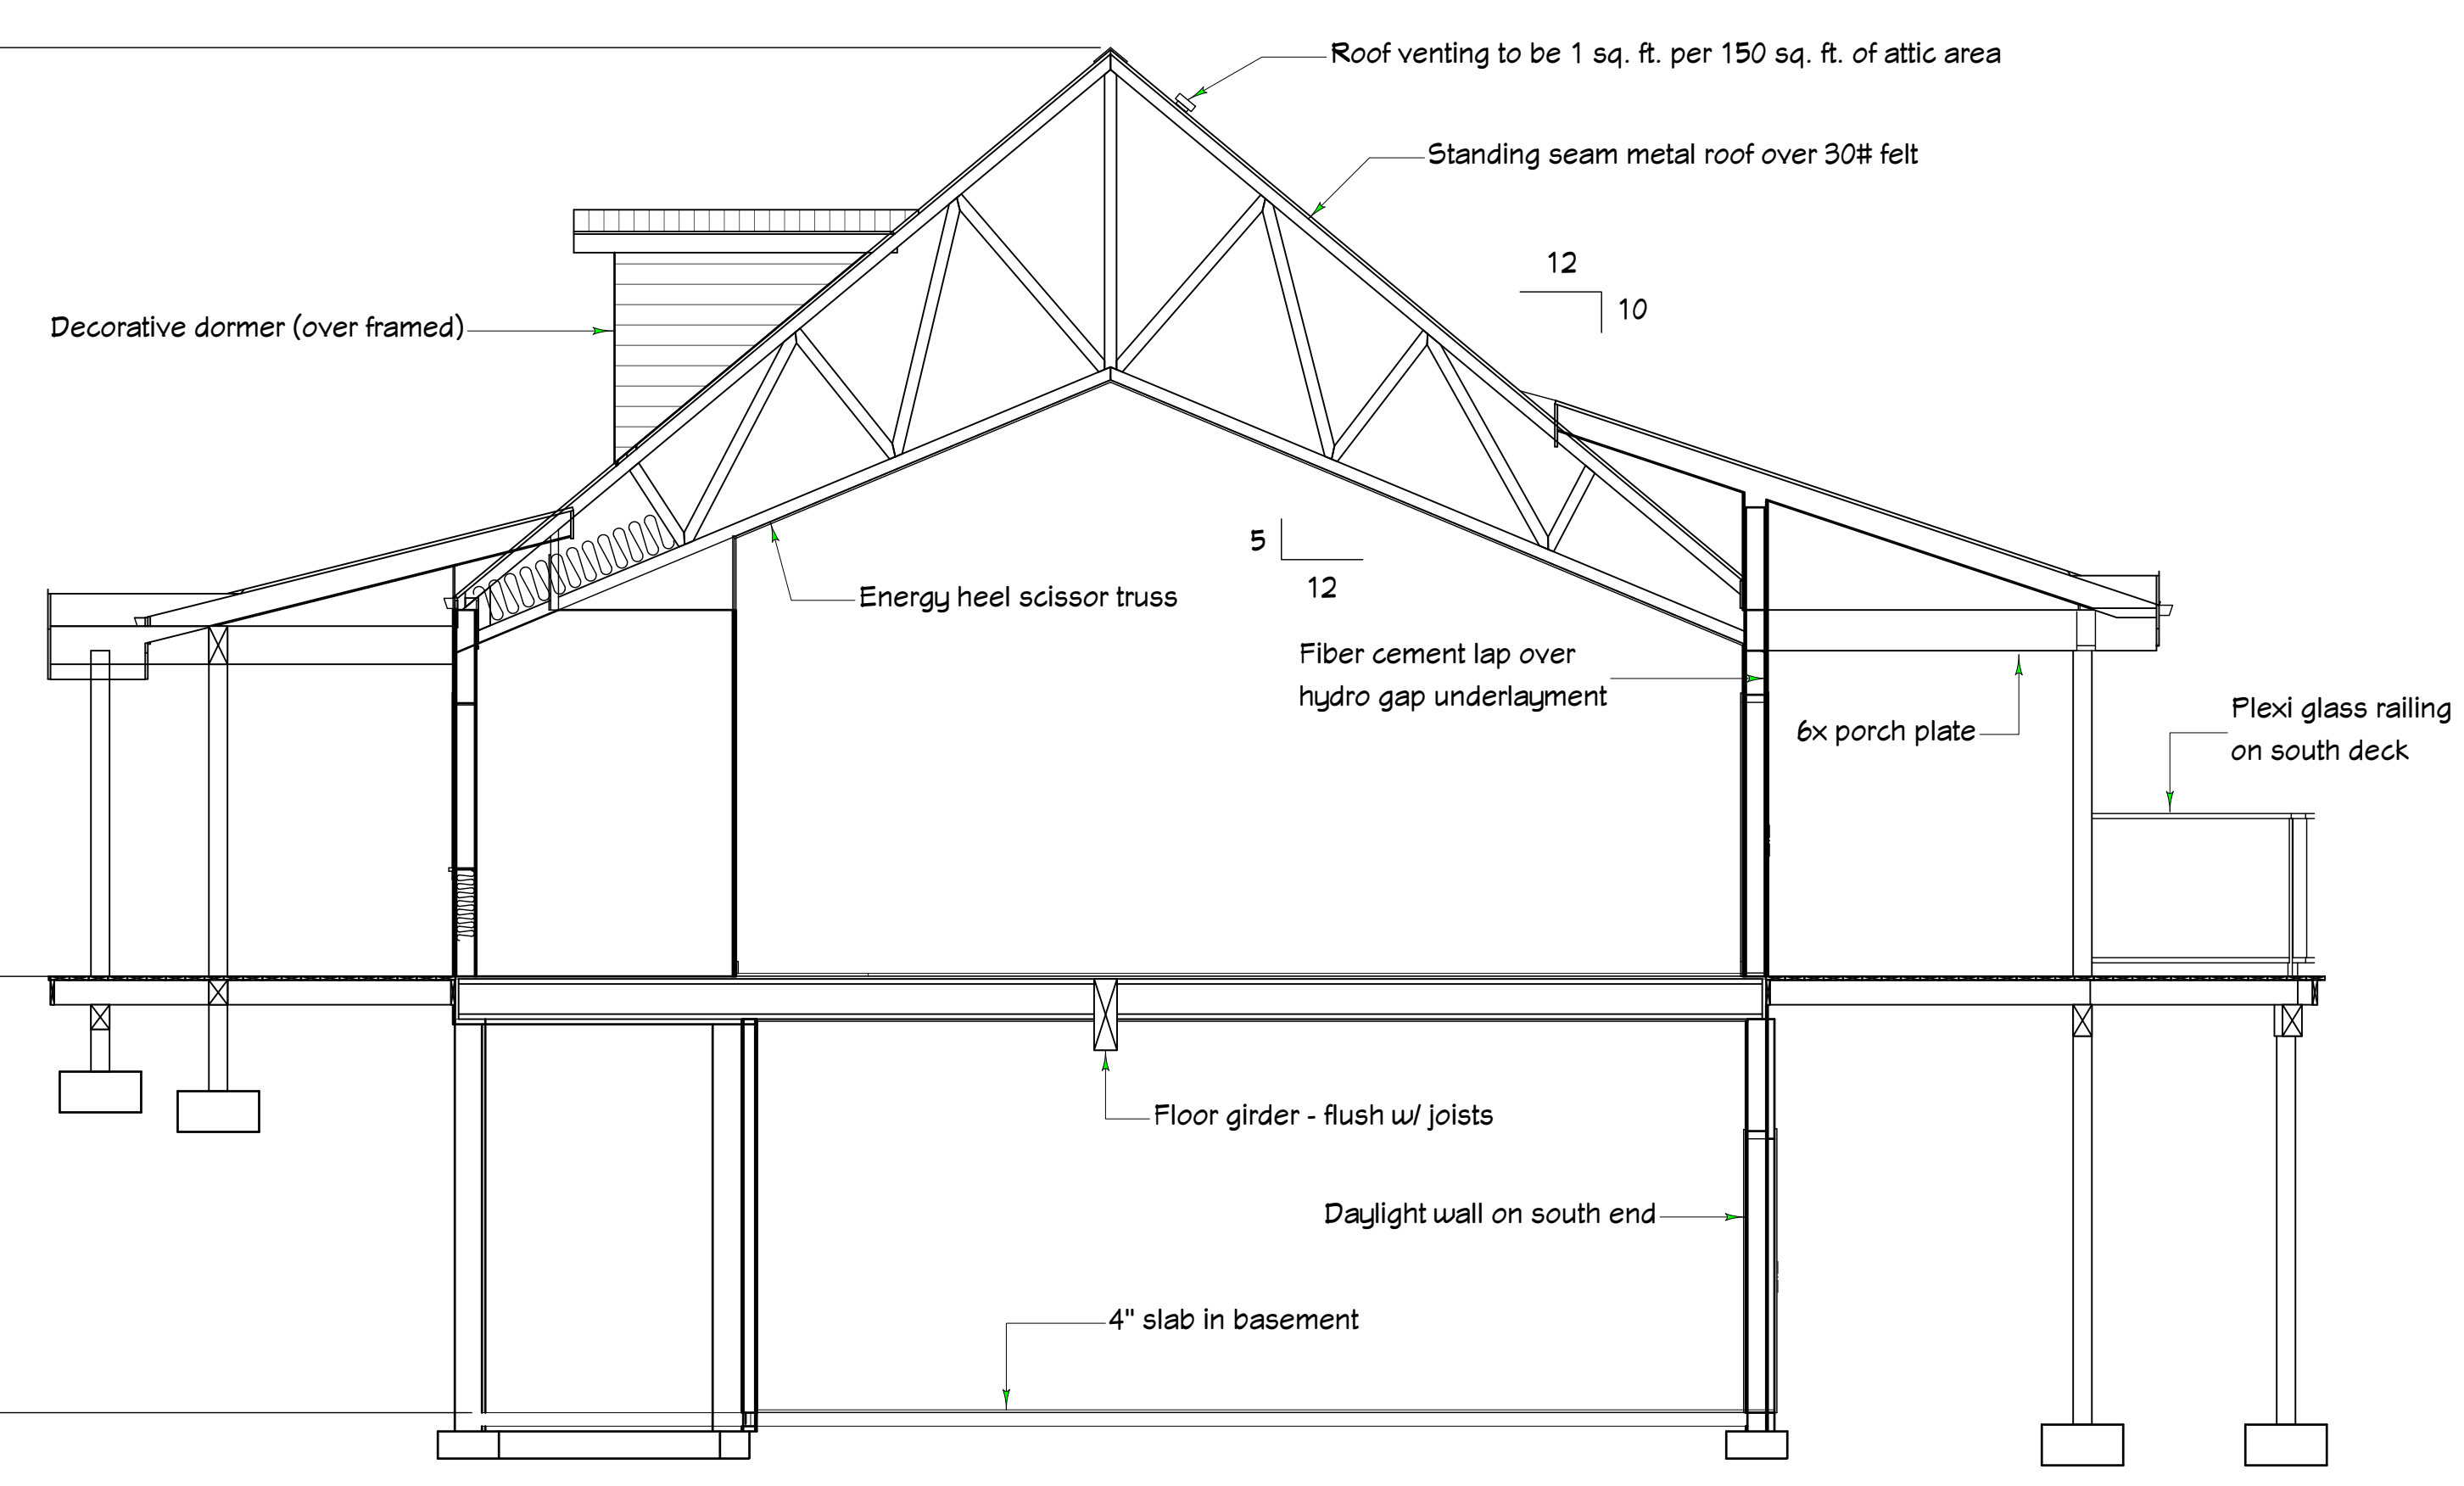 Roof venting to be 1 sq. ft. per 150 sq. ft. of attic area
Standing seam metal roof over 30# felt
12
10
Decorative dormer (over framed)
5
12
Energy heel scissor truss
Fiber cement lap over
hydro gap underlayment
6x porch plate
Plexi glass railing
on south deck
Floor girder - flush w/ joists
Daylight wall on south end
4" slab in basement